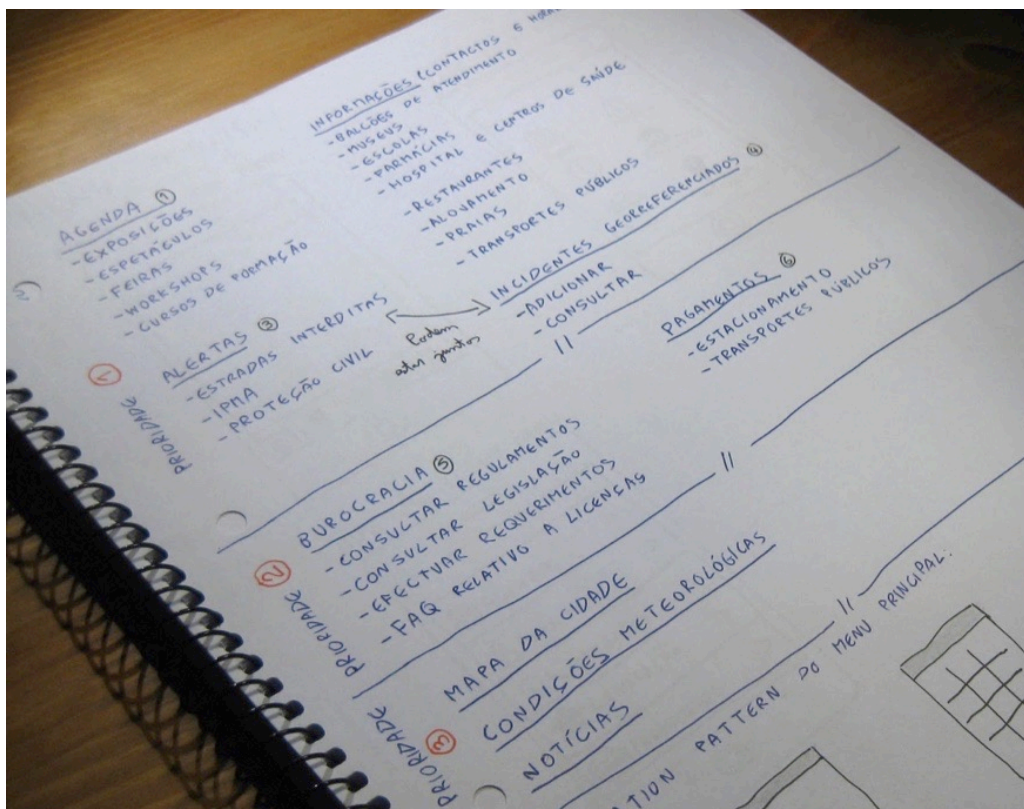 INFORMAÇÕES (CONTACTOS E
- BALCÕES DE ATENDIMENTO
- MUSEUS
- ESCOLAS
- FARMÁCIAS
- HOSPITAL E CENTROS DE SAÚDE
- RESTAURANTES
- ALOJAMENTO
- PRAIAS
- TRANSPORTES PÚBLICOS
AGENDA 1
- EXPOSIÇÕES
- ESPETÁCULOS
- FEIRAS
- WORKSHOPS
- CURSOS DE FORMAÇÃO
PRIORIDADE 1
ALERTAS 3
- ESTRADAS INTERDITAS
- IPMA
- PROTEÇÃO CIVIL
Podem
estar juntos
INCIDENTES GEORREFERENCIADOS 4
- ADICIONAR
- CONSULTAR
PRIORIDADE 2
BUROCRACIA 5
- CONSULTAR REGULAMENTOS
- CONSULTAR LEGISLAÇÃO
- EFECTUAR REQUERIMENTOS
- FAQ RELATIVO A LICENÇAS
PAGAMENTOS 6
- ESTACIONAMENTO
- TRANSPORTES PÚBLICOS
PRIORIDADE 3
MAPA DA CIDADE
CONDIÇÕES METEOROLÓGICAS
NOTÍCIAS
PATTERN DO MENU PRINCIPAL: